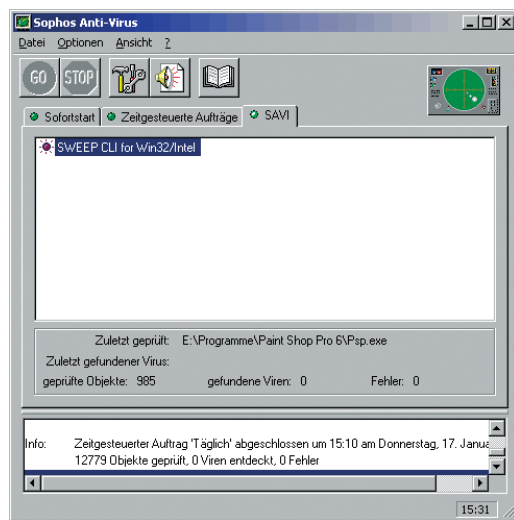 Sophos Anti-Virus
Datei Optionen Ansicht ?
GO STOP
Sofortstart Zeitgesteuerte Aufträge SAVI
SWEEP CLI for Win32/Intel
Zuletzt geprüft: E:\Programme\Paint Shop Pro 6\Psp.exe
Zuletzt gefundener Virus:
geprüfte Objekte: 985 gefundene Viren: 0 Fehler: 0
Info: Zeitgesteuerter Auftrag 'Täglich' abgeschlossen um 15:10 am Donnerstag, 17. Janua
12779 Objekte geprüft, 0 Viren entdeckt, 0 Fehler
15:31